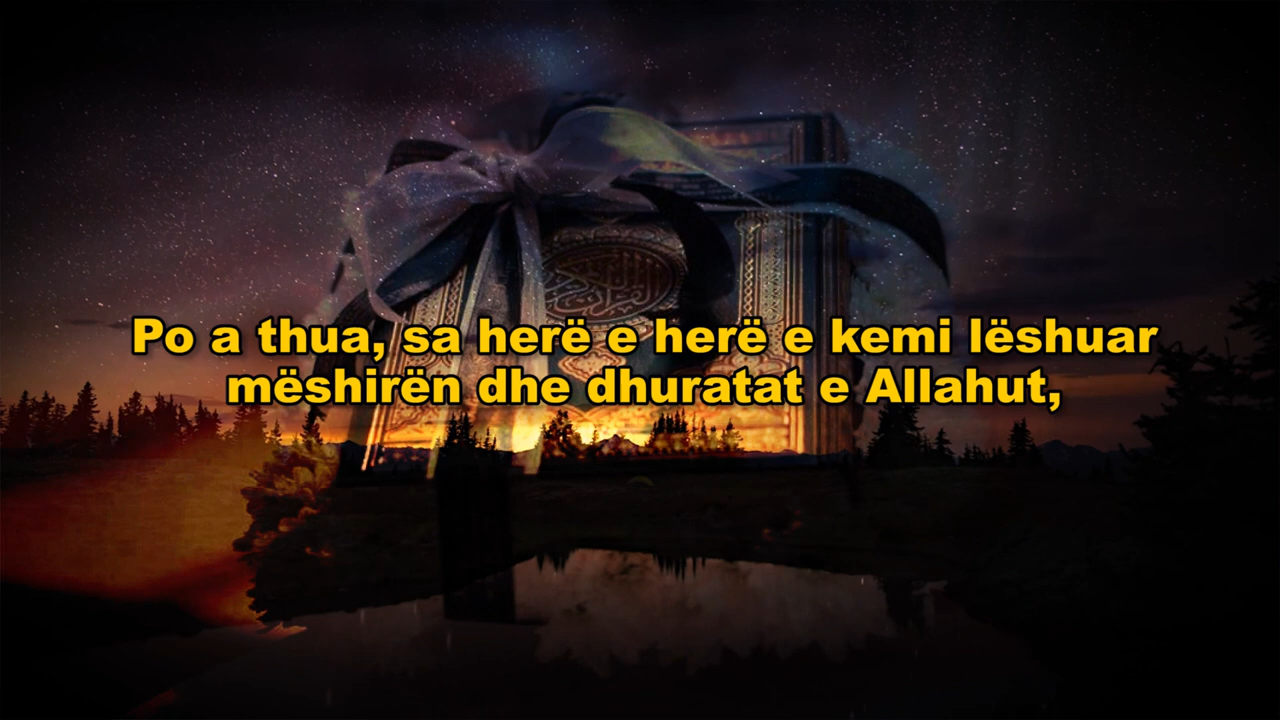 Po a thua, sa herë e herë e kemi lëshuar
mëshirën dhe dhuratat e Allahut,